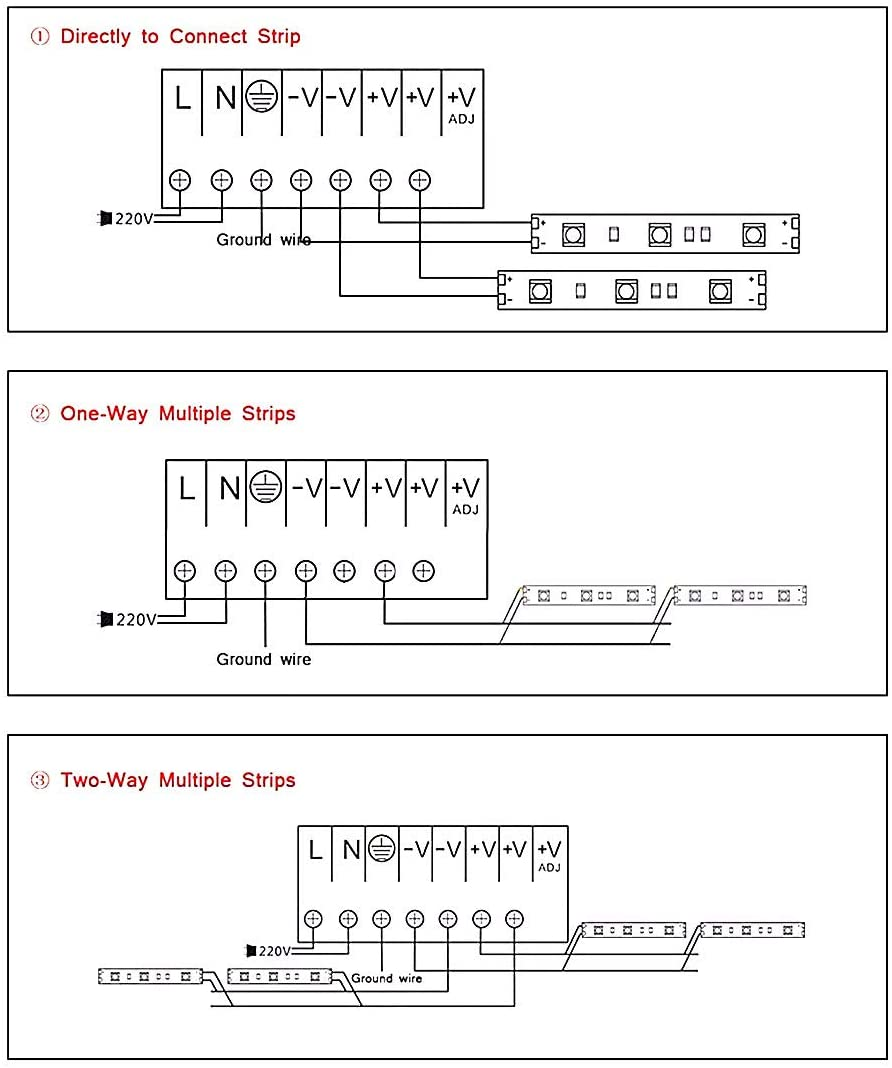 ① Directly to Connect Strip
L N -V -V +V +V +V
ADJ
220V
Ground wire
+ +
- -
+ +
- -
② One-Way Multiple Strips
L N -V -V +V +V +V
ADJ
220V
Ground wire
③ Two-Way Multiple Strips
L N -V -V +V +V +V
ADJ
220V
Ground wire